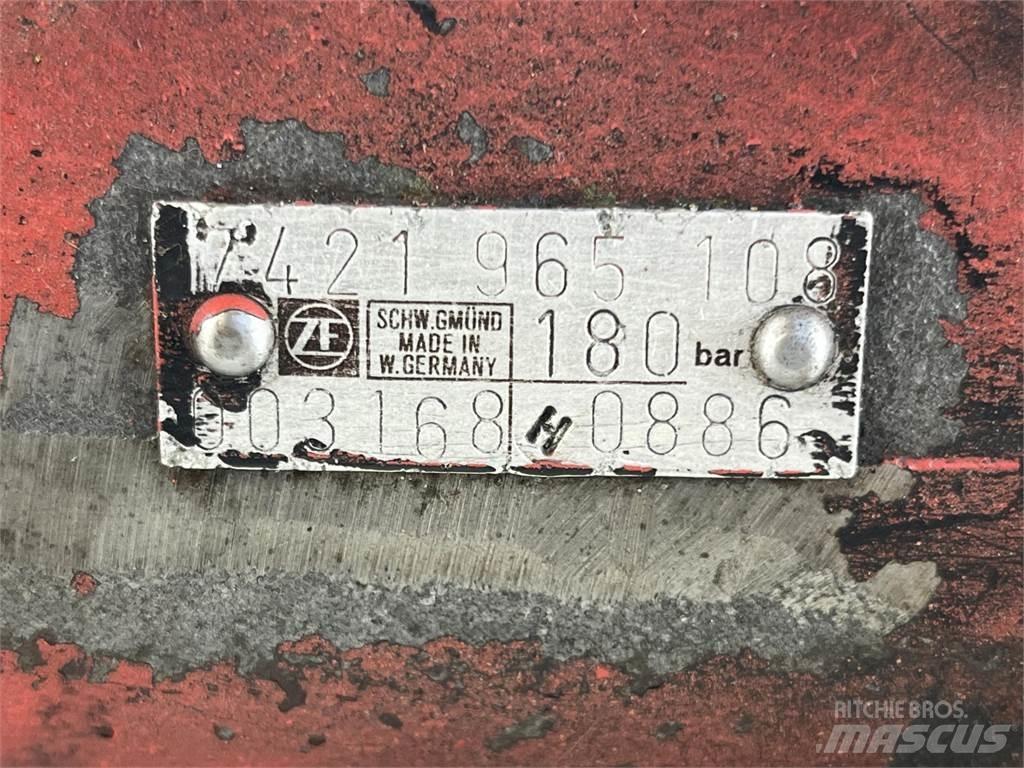 7421 965 108
ZF
SCHW.GMÜND
MADE IN
W.GERMANY
180 bar
003168 H 0886
RITCHIE BROS.
MASCUS